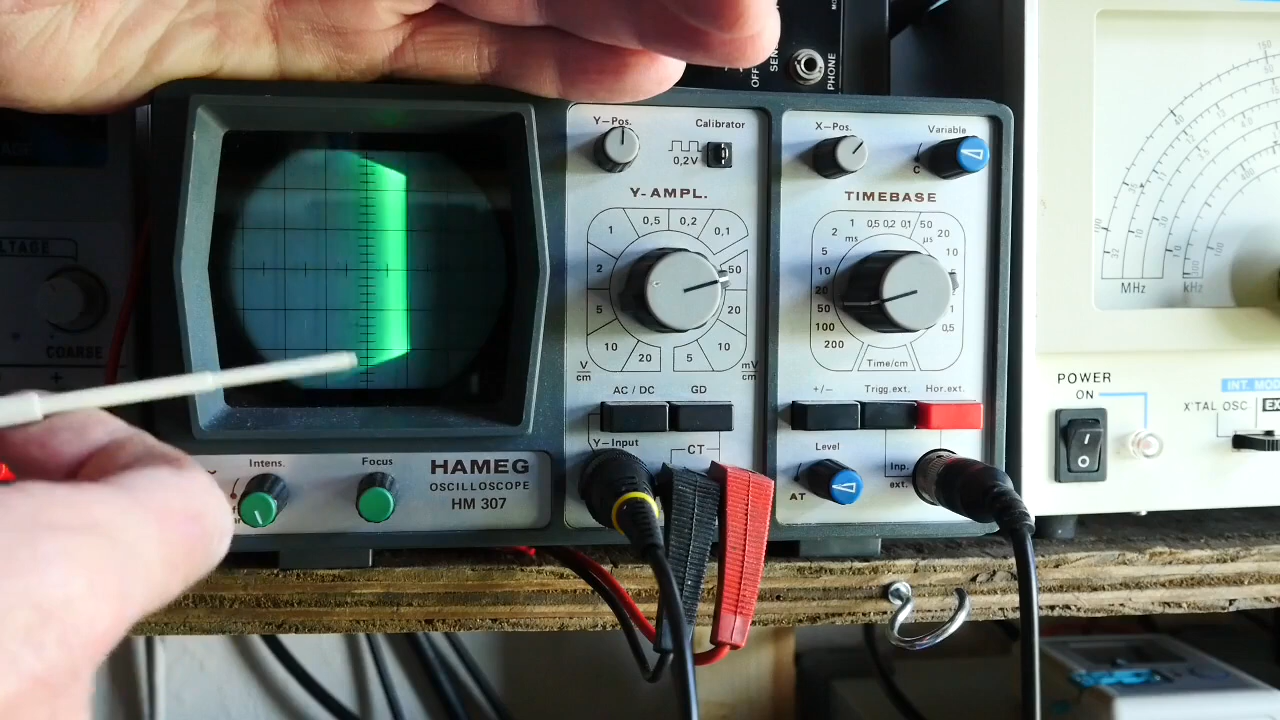 OFF
SEN
PHONE
Y-Pos.
Calibrator
0,2V
Y-AMPL.
0,5
0,2
1
0,1
2
50
5
20
10
10
20
5
V
cm
mV
cm
AC / DC
GD
Y-Input
CT
X-Pos.
Variable
C
TIMEBASE
1
0,5
0,2
0,1
50
2
ms
µs
20
5
10
10
20
50
100
1
200
0,5
Time/cm
+/-
Trigg.ext.
Hor.ext.
Level
AT
Inp.
ext.
LTAGE
COARSE
+
Intens.
Focus
HAMEG
OSCILLOSCOPE
HM 307
MHz
kHz
POWER
ON
INT. MOD
X'TAL OSC
EX